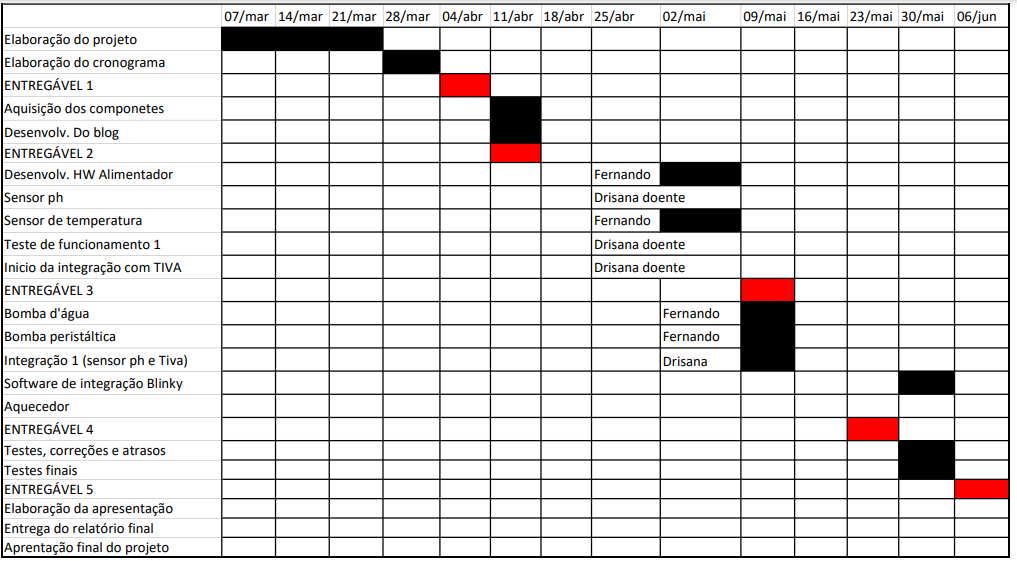 07/mar 14/mar 21/mar 28/mar 04/abr 11/abr 18/abr 25/abr 02/mai 09/mai 16/mai 23/mai 30/mai 06/jun
Elaboração do projeto
Elaboração do cronograma
ENTREGÁVEL 1
Aquisição dos componetes
Desenvolv. Do blog
ENTREGÁVEL 2
Desenvolv. HW Alimentador Fernando
Sensor ph Drisana doente
Sensor de temperatura Fernando
Teste de funcionamento 1 Drisana doente
Inicio da integração com TIVA Drisana doente
ENTREGÁVEL 3
Bomba d'água Fernando
Bomba peristáltica Fernando
Integração 1 (sensor ph e Tiva) Drisana
Software de integração Blinky
Aquecedor
ENTREGÁVEL 4
Testes, correções e atrasos
Testes finais
ENTREGÁVEL 5
Elaboração da apresentação
Entrega do relatório final
Aprentação final do projeto